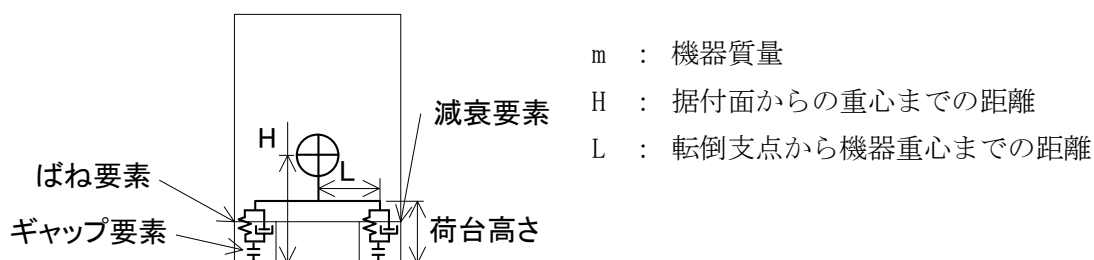 m : 機器質量
H : 据付面からの重心までの距離
L : 転倒支点から機器重心までの距離
減衰要素
H
L
ばね要素
ギャップ要素
荷台高さ